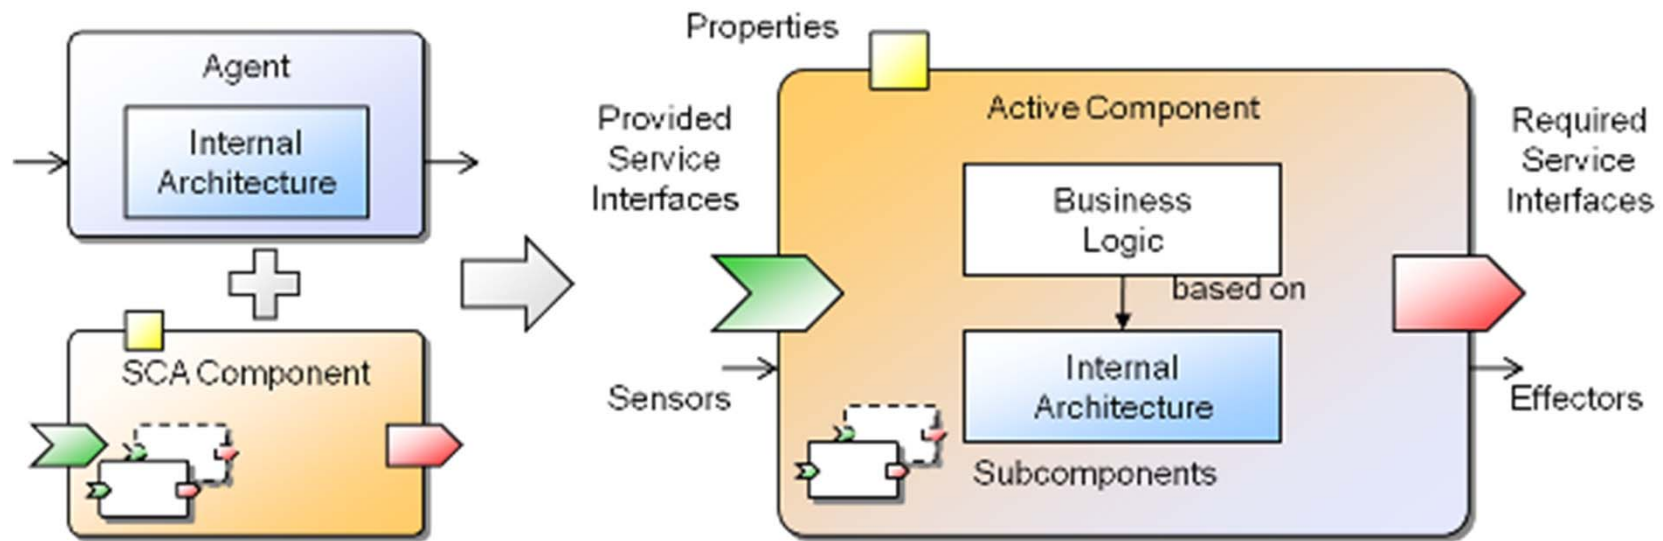 Agent
Internal
Architecture
SCA Component
Properties
Provided
Service
Interfaces
Sensors
Active Component
Business
Logic
based on
Internal
Architecture
Subcomponents
Required
Service
Interfaces
Effectors